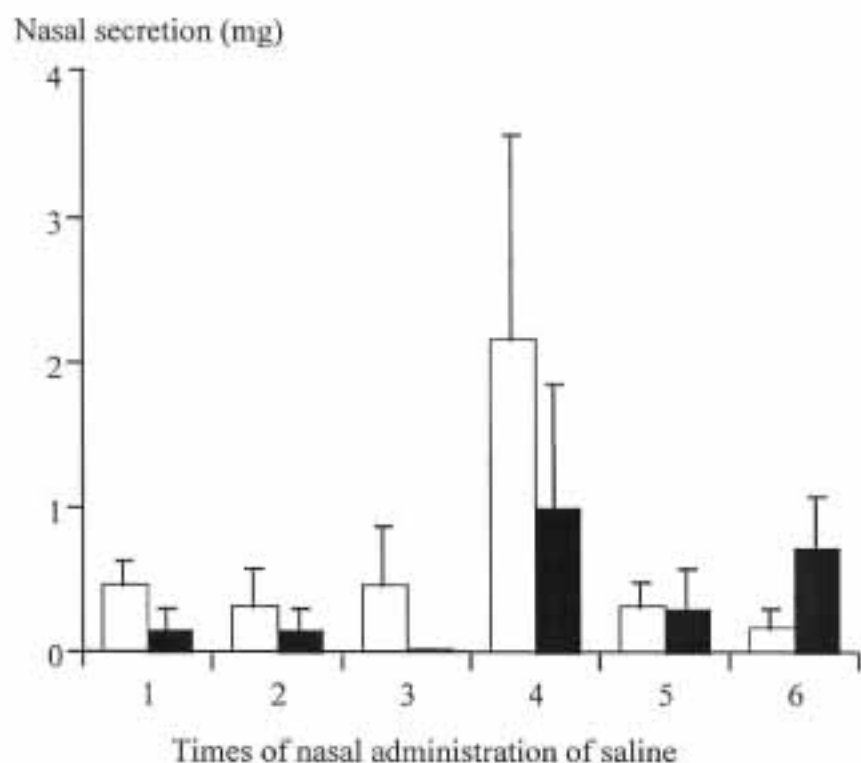 Nasal secretion (mg)
4
3
2
1
0
1 2 3 4 5 6
Times of nasal administration of saline